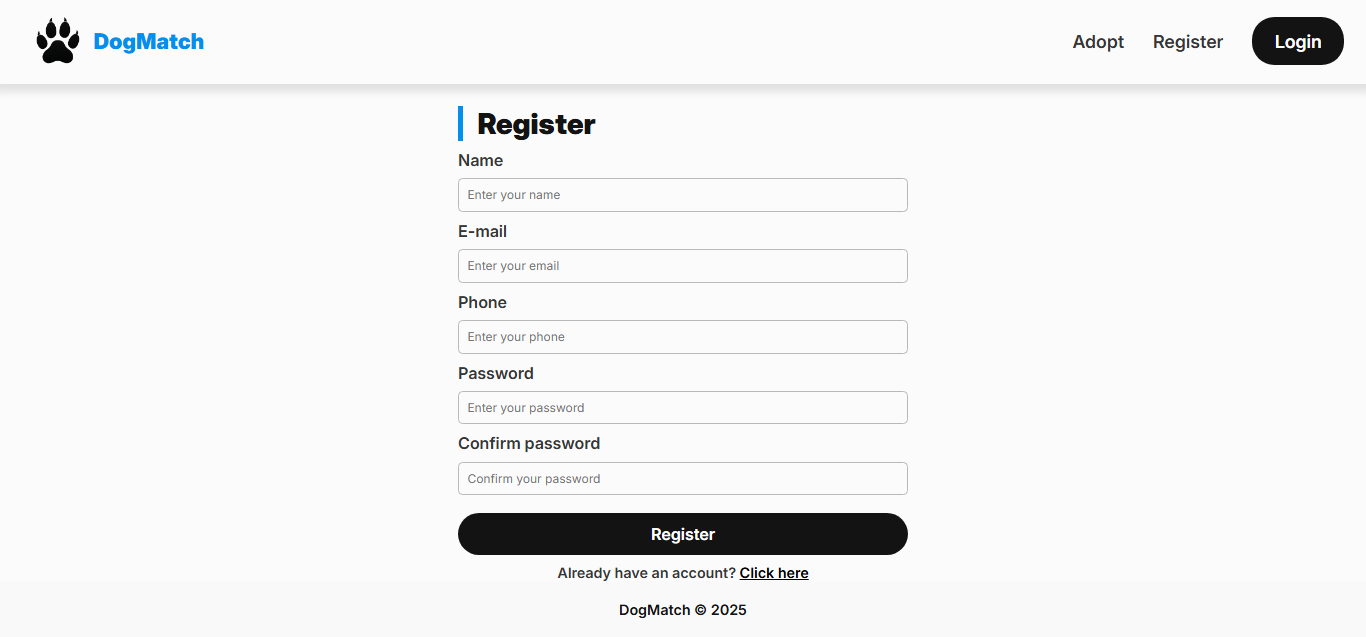 DogMatch
Adopt Register Login
Register
Name
Enter your name
E-mail
Enter your email
Phone
Enter your phone
Password
Enter your password
Confirm password
Confirm your password
Register
Already have an account? Click here
DogMatch © 2025